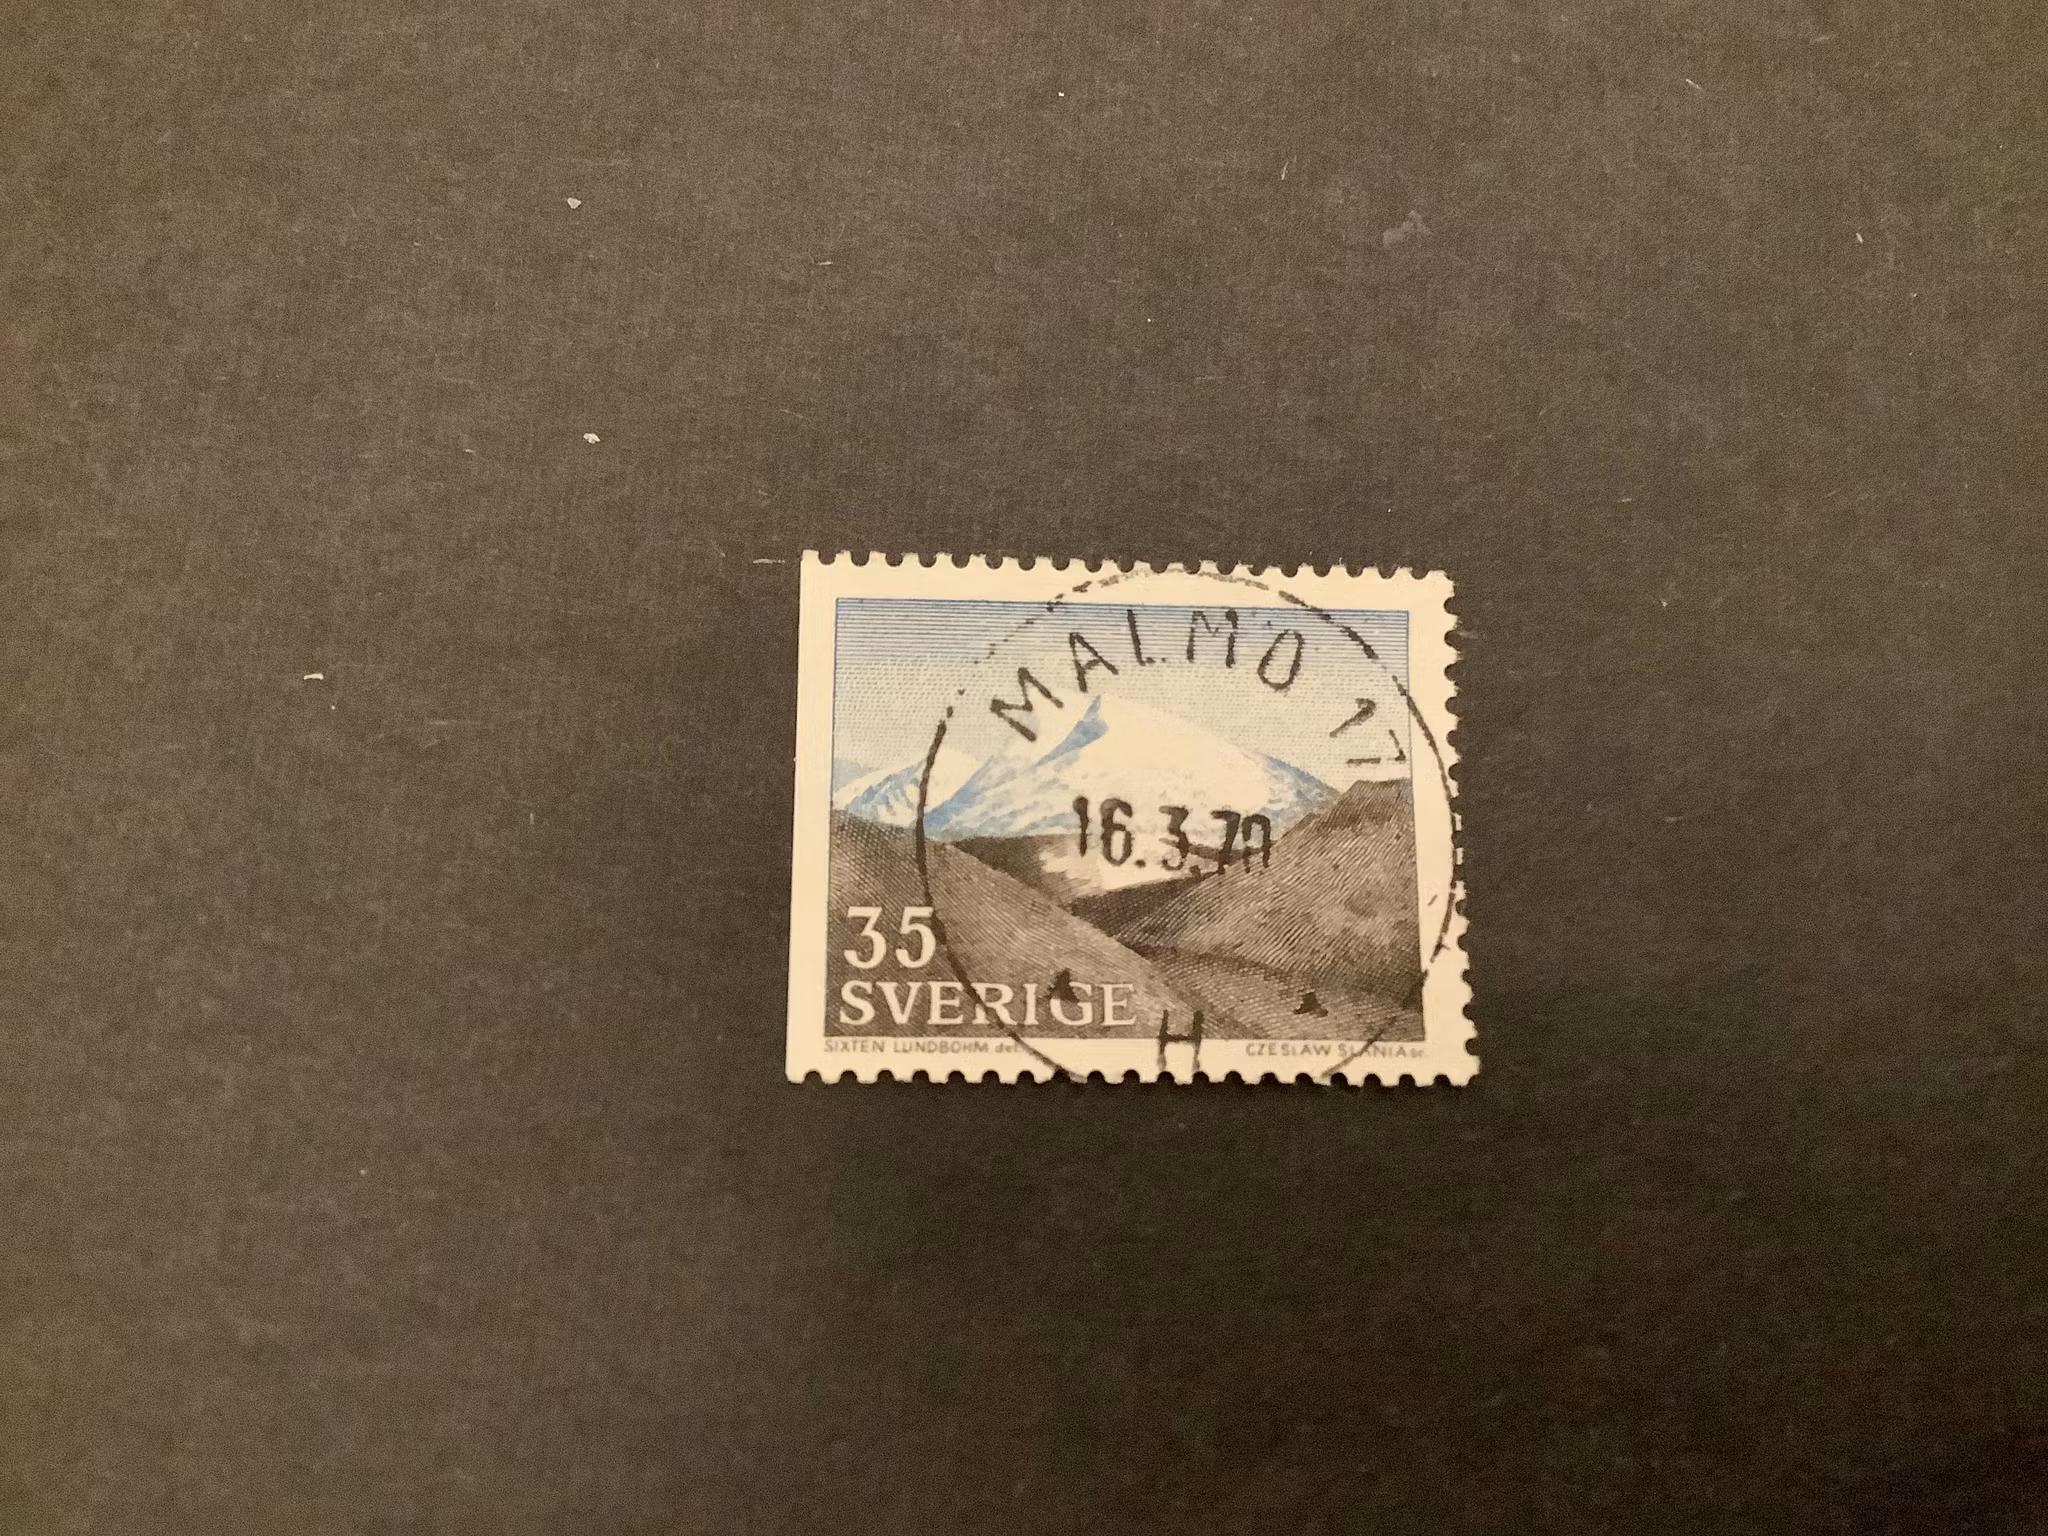 MALMÖ 17
16.3.70
35
SVERIGE
H
SIXTEN LUNDBOHM del. CZESLAW SLANIA sc.